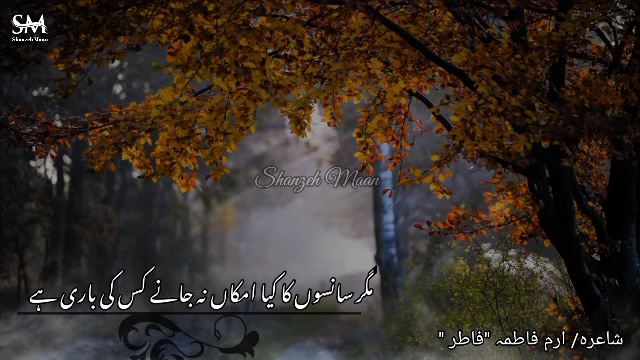 SM
Shanzeh Maan
Shanzeh Maan
مگر سانسوں کا کیا امکاں نہ جانے کس کی باری ہے
شاعرہ/ ارم فاطمہ "فاطر "